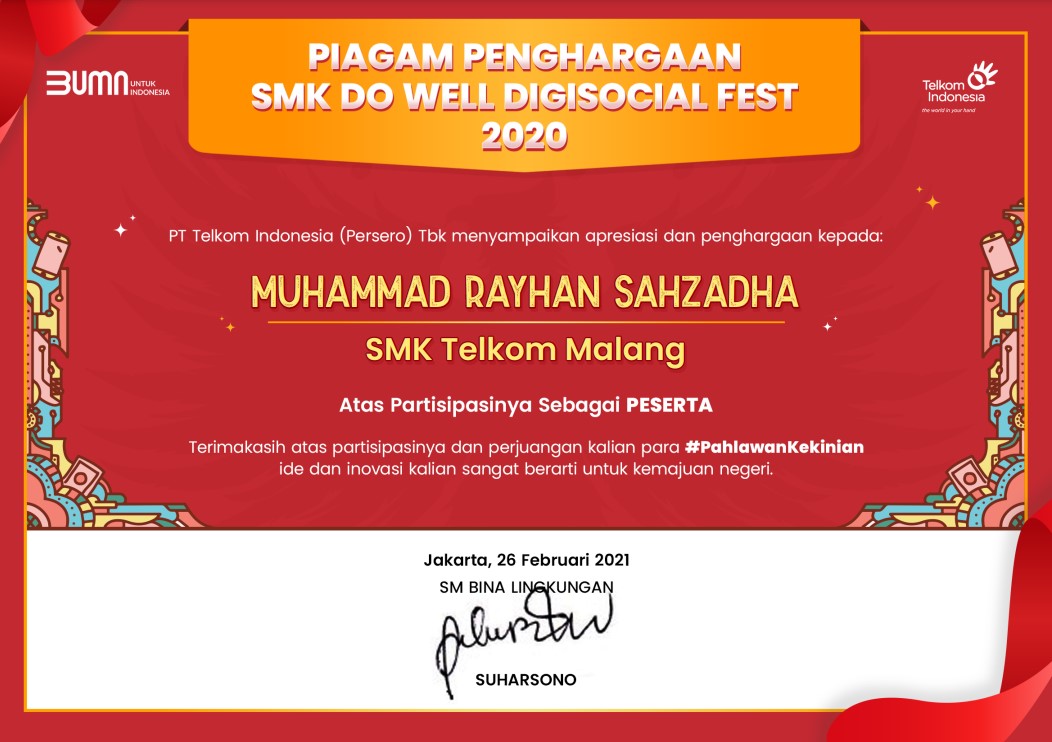 PIAGAM PENGHARGAAN
SMK DO WELL DIGISOCIAL FEST
2020
BUMN UNTUK
INDONESIA
Telkom
Indonesia
the world in your hand
PT Telkom Indonesia (Persero) Tbk menyampaikan apresiasi dan penghargaan kepada:
MUHAMMAD RAYHAN SAHZADHA
SMK Telkom Malang
Atas Partisipasinya Sebagai PESERTA
Terimakasih atas partisipasinya dan perjuangan kalian para #PahlawanKekinian
ide dan inovasi kalian sangat berarti untuk kemajuan negeri.
Jakarta, 26 Februari 2021
SM BINA LINGKUNGAN
SUHARSONO